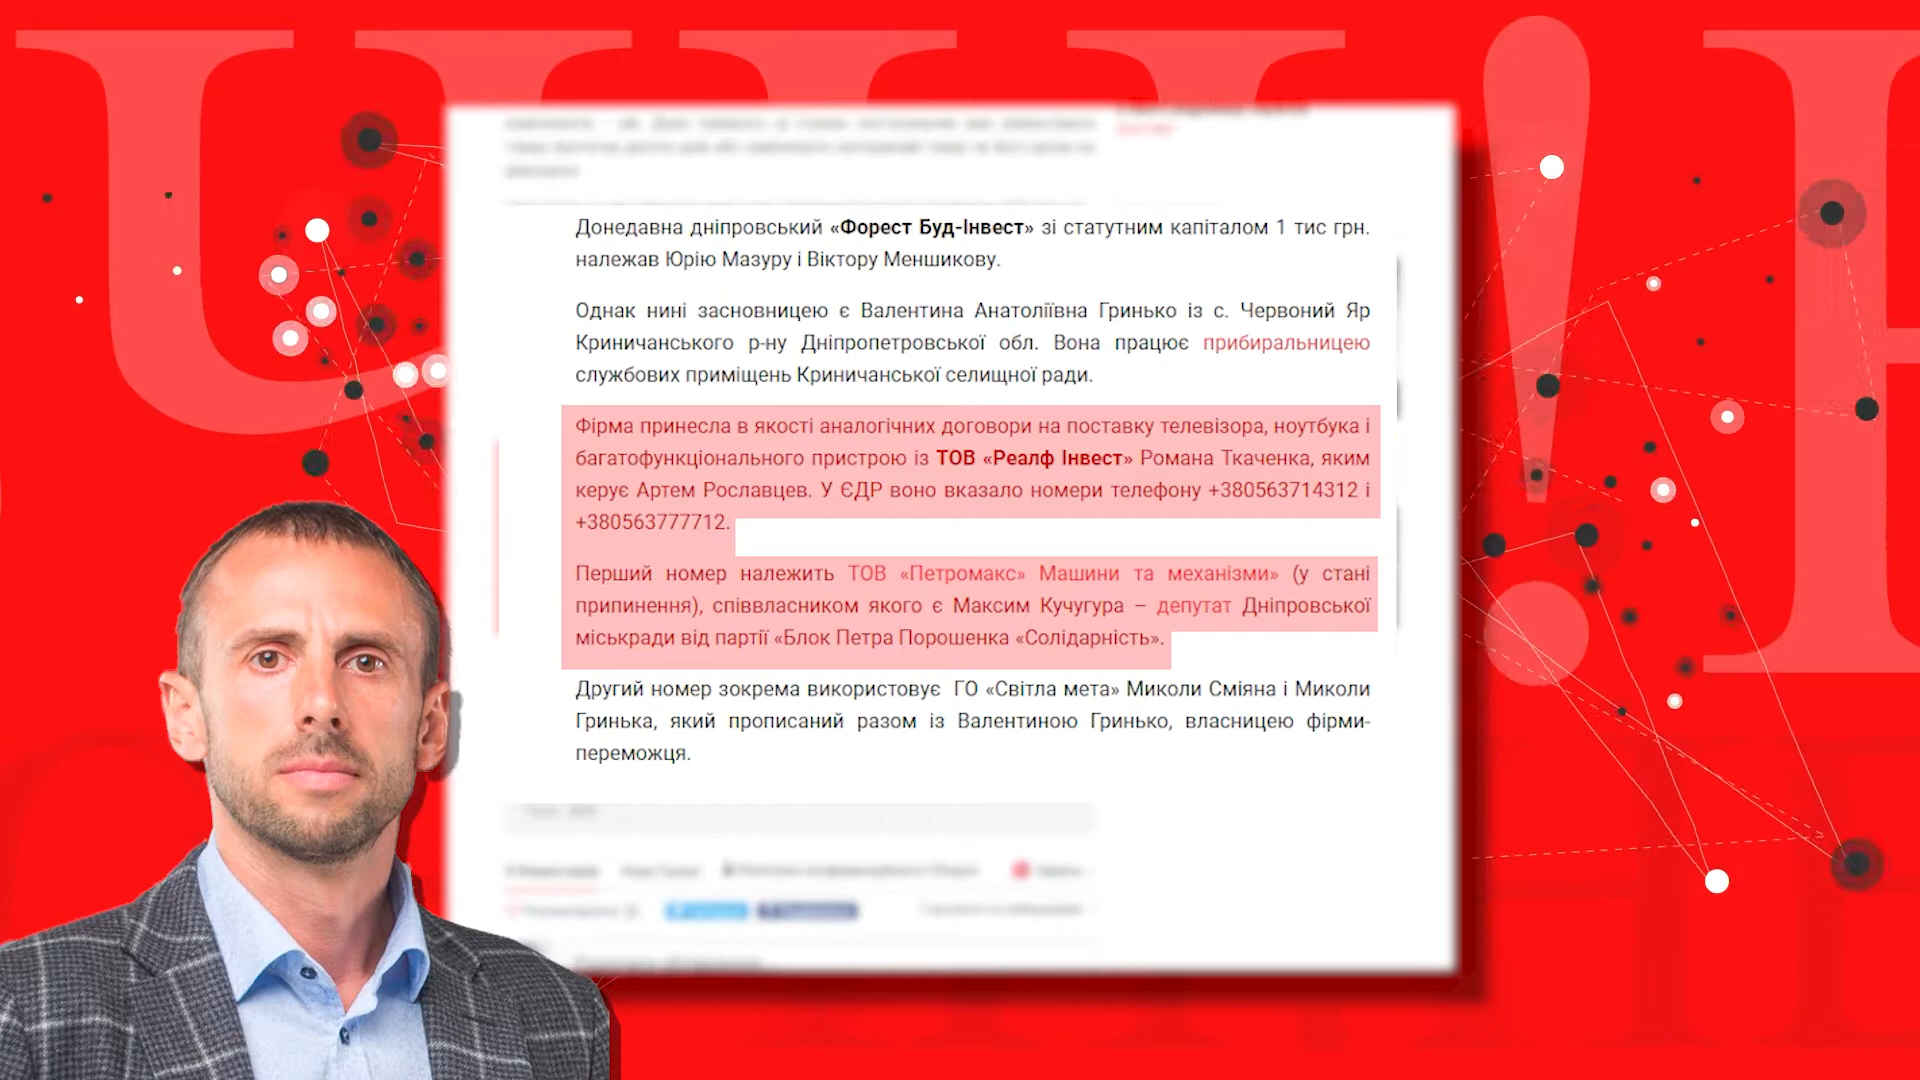 Донедавна дніпровський «Форест Буд-Інвест» зі статутним капіталом 1 тис грн.
належав Юрію Мазуру і Віктору Меншикову.
Однак нині засновницею є Валентина Анатоліївна Гринько із с. Червоний Яр
Криничанського р-ну Дніпропетровської обл. Вона працює прибиральницею
службових приміщень Криничанської селищної ради.
Фірма принесла в якості аналогічних договори на поставку телевізора, ноутбука і
багатофункціонального пристрою із ТОВ «Реалф Інвест» Романа Ткаченка, яким
керує Артем Рославцев. У ЄДР воно вказало номери телефону +380563714312 і
+380563777712.
Перший номер належить ТОВ «Петромакс» Машини та механізми» (у стані
припинення), співвласником якого є Максим Кучугура – депутат Дніпровської
міськради від партії «Блок Петра Порошенка «Солідарність».
Другий номер зокрема використовує ГО «Світла мета» Миколи Сміяна і Миколи
Гринька, який прописаний разом із Валентиною Гринько, власницею фірми-
переможця.